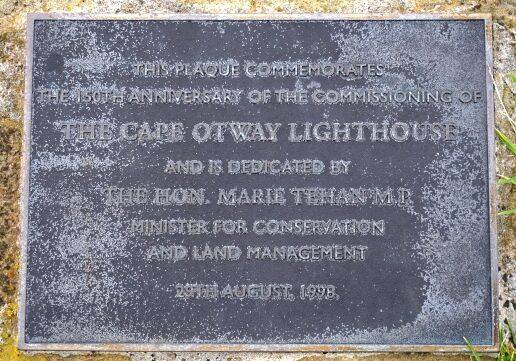 THIS PLAQUE COMMEMORATES
THE 150TH ANNIVERSARY OF THE COMMISSIONING OF
THE CAPE OTWAY LIGHTHOUSE
AND IS DEDICATED BY
THE HON. MARIE TEHAN M.P.
MINISTER FOR CONSERVATION
AND LAND MANAGEMENT
29TH AUGUST, 1998.